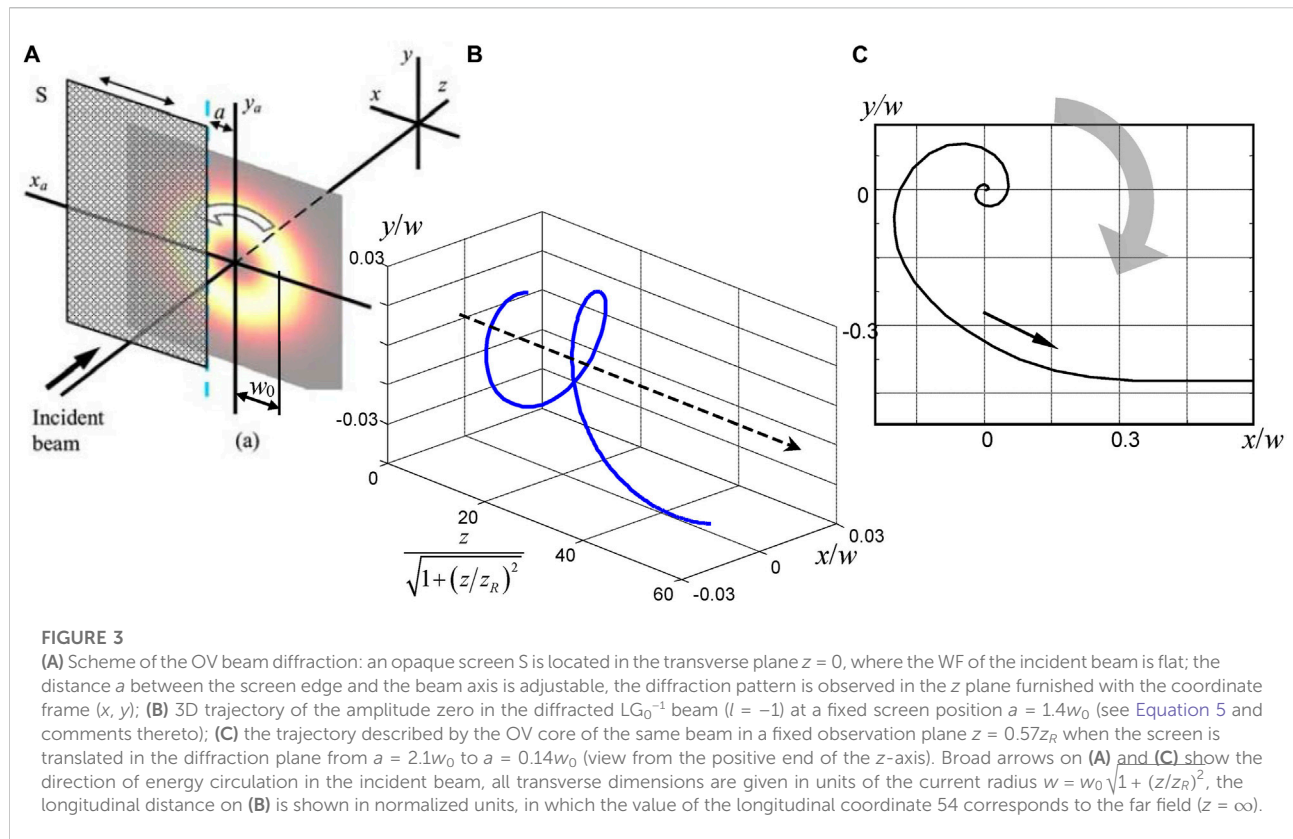 A
B
C
S
a
y_a
x_a
y
x
z
w_0
Incident
beam
(a)
y/w
0.03
-0.03
0
20
40
60
z
√1+(z/z_R)^2
-0.03
0
0.03
x/w
y/w
0
-0.3
0
0.3
x/w
FIGURE 3
(A) Scheme of the OV beam diffraction: an opaque screen S is located in the transverse plane z = 0, where the WF of the incident beam is flat; the
distance a between the screen edge and the beam axis is adjustable, the diffraction pattern is observed in the z plane furnished with the coordinate
frame (x, y); (B) 3D trajectory of the amplitude zero in the diffracted LG_0^−1 beam (l = −1) at a fixed screen position a = 1.4w_0 (see Equation 5 and
comments thereto); (C) the trajectory described by the OV core of the same beam in a fixed observation plane z = 0.57z_R when the screen is
translated in the diffraction plane from a = 2.1w_0 to a = 0.14w_0 (view from the positive end of the z-axis). Broad arrows on (A) and (C) show the
direction of energy circulation in the incident beam, all transverse dimensions are given in units of the current radius w = w_0√1 + (z/z_R)^2, the
longitudinal distance on (B) is shown in normalized units, in which the value of the longitudinal coordinate 54 corresponds to the far field (z = ∞).